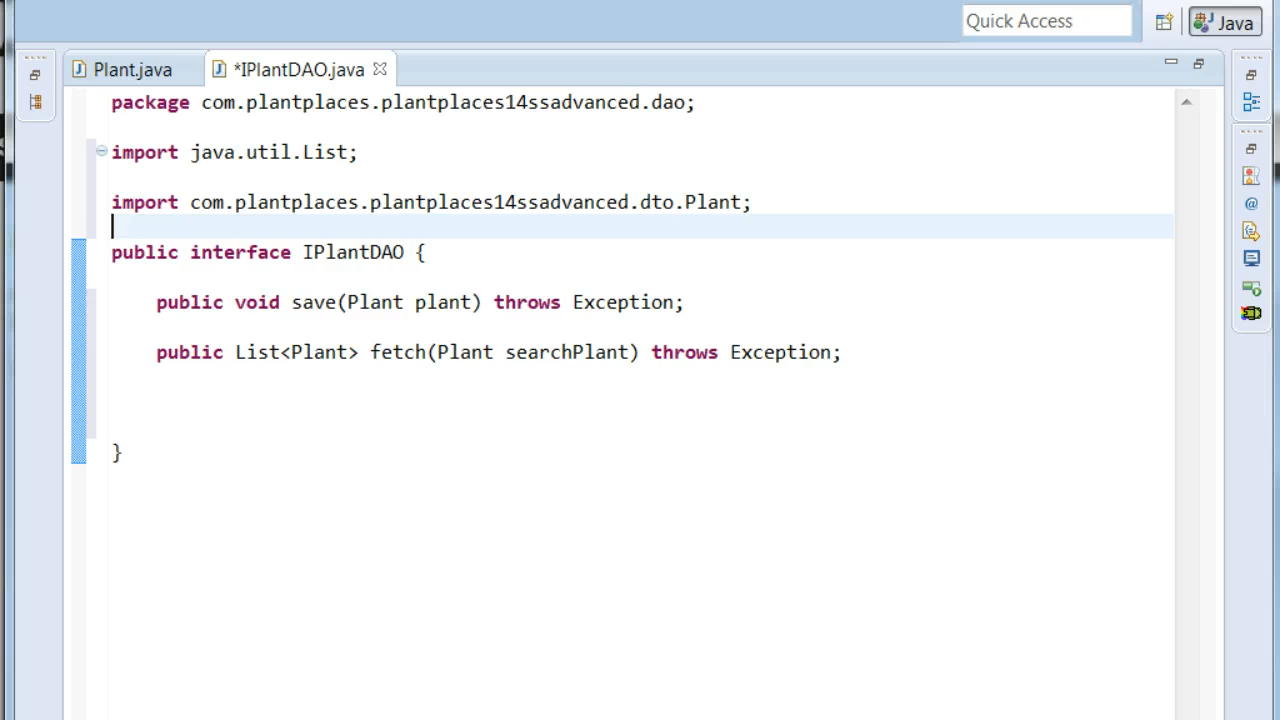 Quick Access
Java
Plant.java
*IPlantDAO.java
package com.plantplaces.plantplaces14ssadvanced.dao;
import java.util.List;
import com.plantplaces.plantplaces14ssadvanced.dto.Plant;
public interface IPlantDAO {
public void save(Plant plant) throws Exception;
public List<Plant> fetch(Plant searchPlant) throws Exception;
}